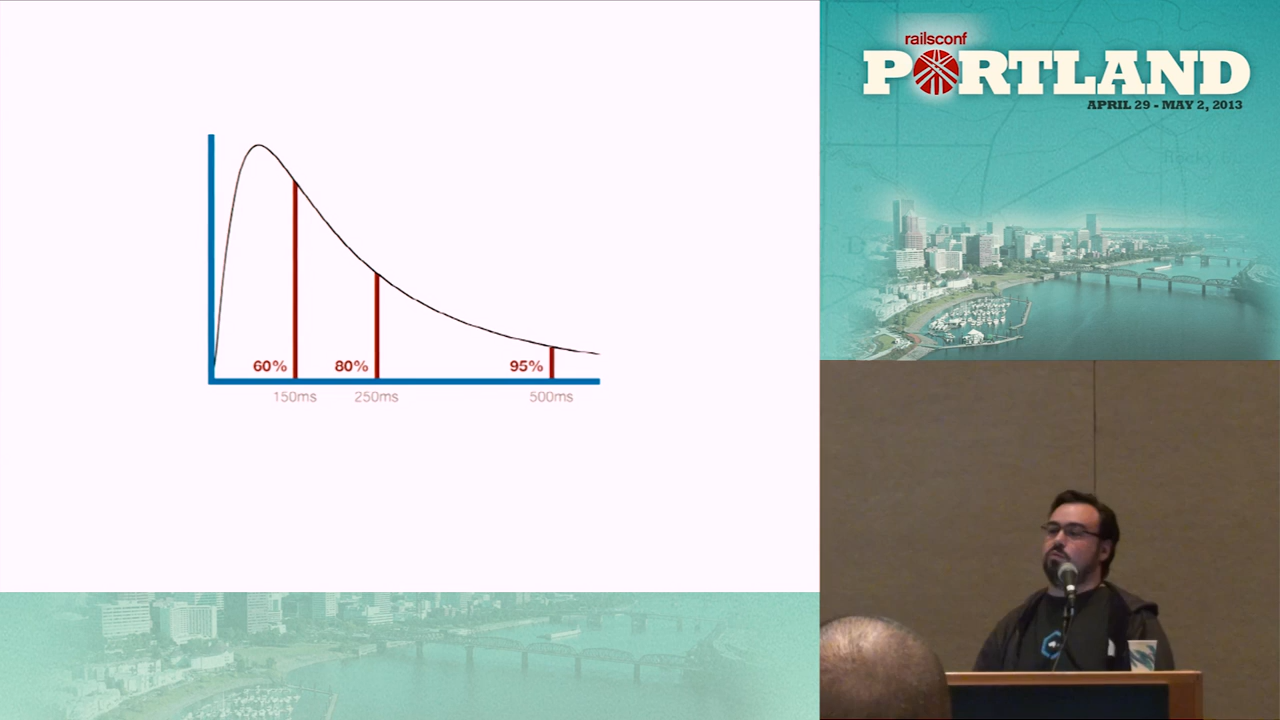 60%
80%
95%
150ms
250ms
500ms
railsconf
PORTLAND
APRIL 29 - MAY 2, 2013